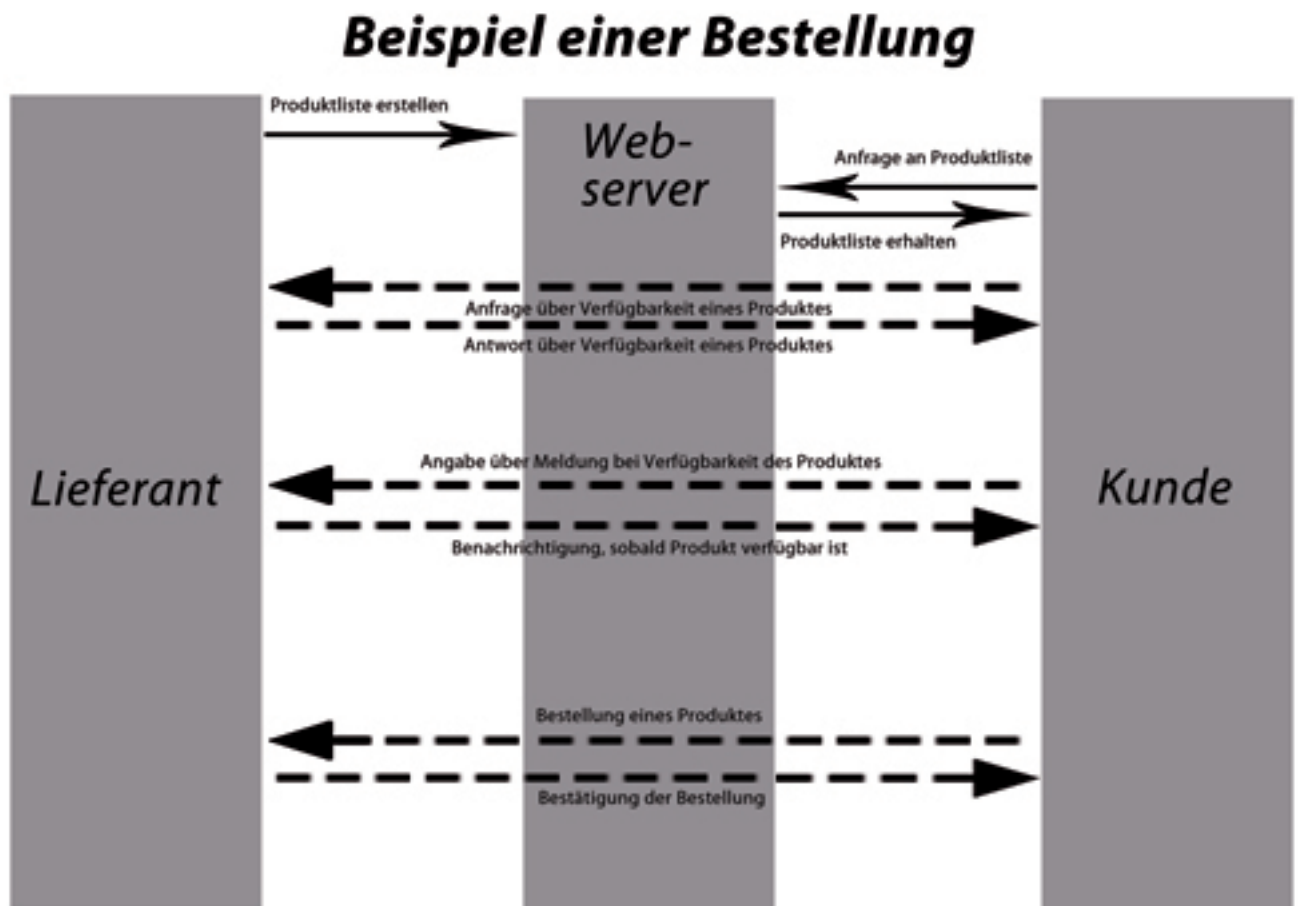 Beispiel einer Bestellung
Produktliste erstellen
Web-
server
Anfrage an Produktliste
Produktliste erhalten
Anfrage über Verfügbarkeit eines Produktes
Antwort über Verfügbarkeit eines Produktes
Angabe über Meldung bei Verfügbarkeit des Produktes
Lieferant
Kunde
Benachrichtigung, sobald Produkt verfügbar ist
Bestellung eines Produktes
Bestätigung der Bestellung